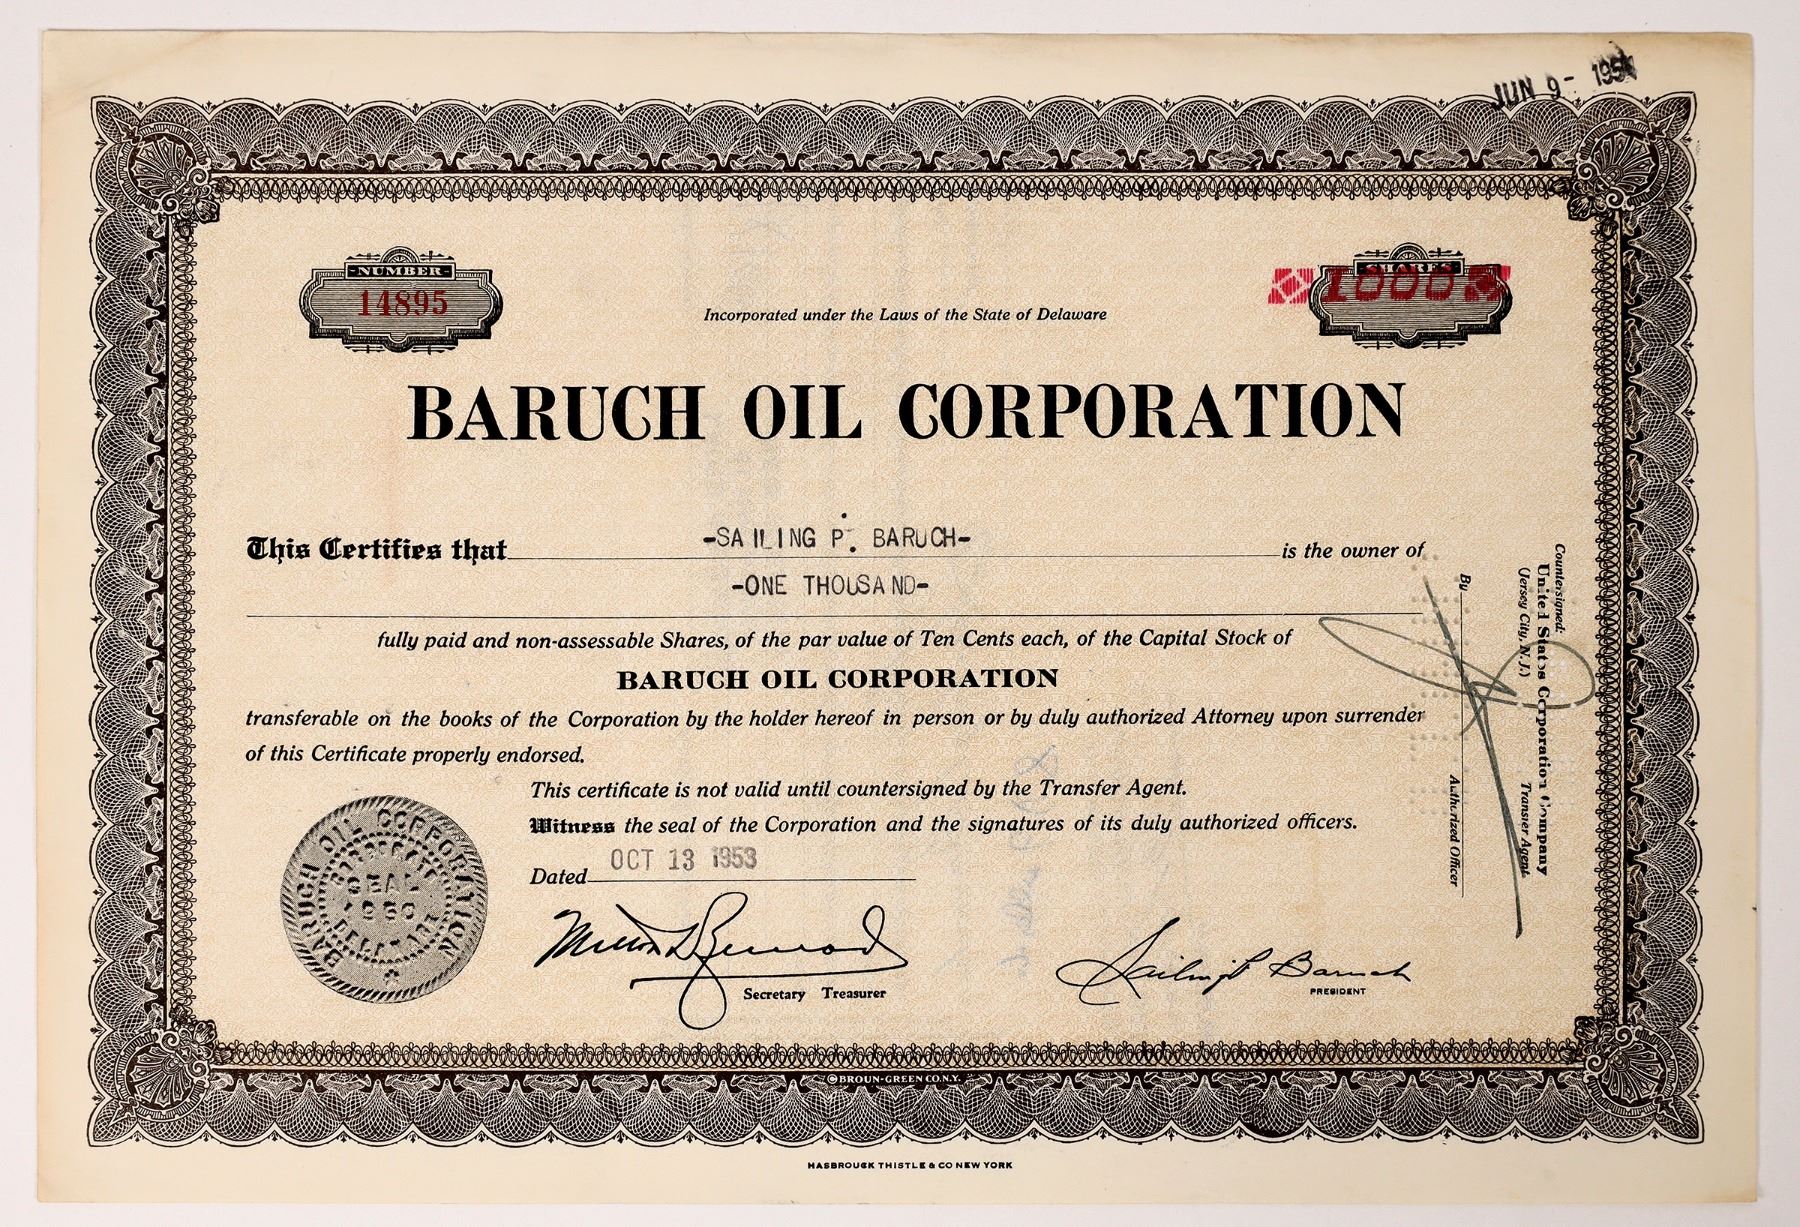 JUN 9- 195
NUMBER
14895
SHARES
1000
Incorporated under the Laws of the State of Delaware
BARUCH OIL CORPORATION
This Certifies that -SAILING P. BARUCH- is the owner of
-ONE THOUSAND-
fully paid and non-assessable Shares, of the par value of Ten Cents each, of the Capital Stock of
BARUCH OIL CORPORATION
transferable on the books of the Corporation by the holder hereof in person or by duly authorized Attorney upon surrender
of this Certificate properly endorsed.
This certificate is not valid until countersigned by the Transfer Agent.
Witness the seal of the Corporation and the signatures of its duly authorized officers.
Dated OCT 13 1953
BARUCH OIL CORPORATION
CORPORATE
SEAL
1950
DELAWARE
Secretary Treasurer
Sailing P Baruch
PRESIDENT
Countersigned:
United States Corporation Company
(Jersey City, N.J.) Transfer Agent
By
Authorized Officer
© BROUN-GREEN CO. N.Y.
HASBROUCK THISTLE & CO NEW YORK